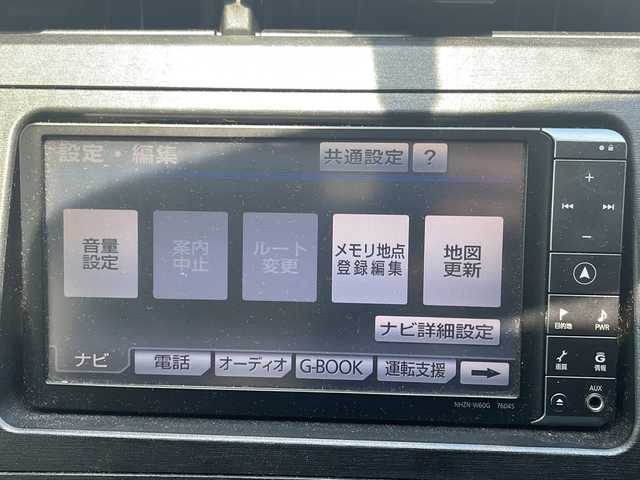 設定・編集 共通設定 ?
音量
設定
案内
中止
ルート
変更
メモリ地点
登録編集
地図
更新
ナビ詳細設定
ナビ 電話 オーディオ G-BOOK 運転支援
NHZN-W60G 76045
+
−
目的地 PWR
画質 情報
AUX